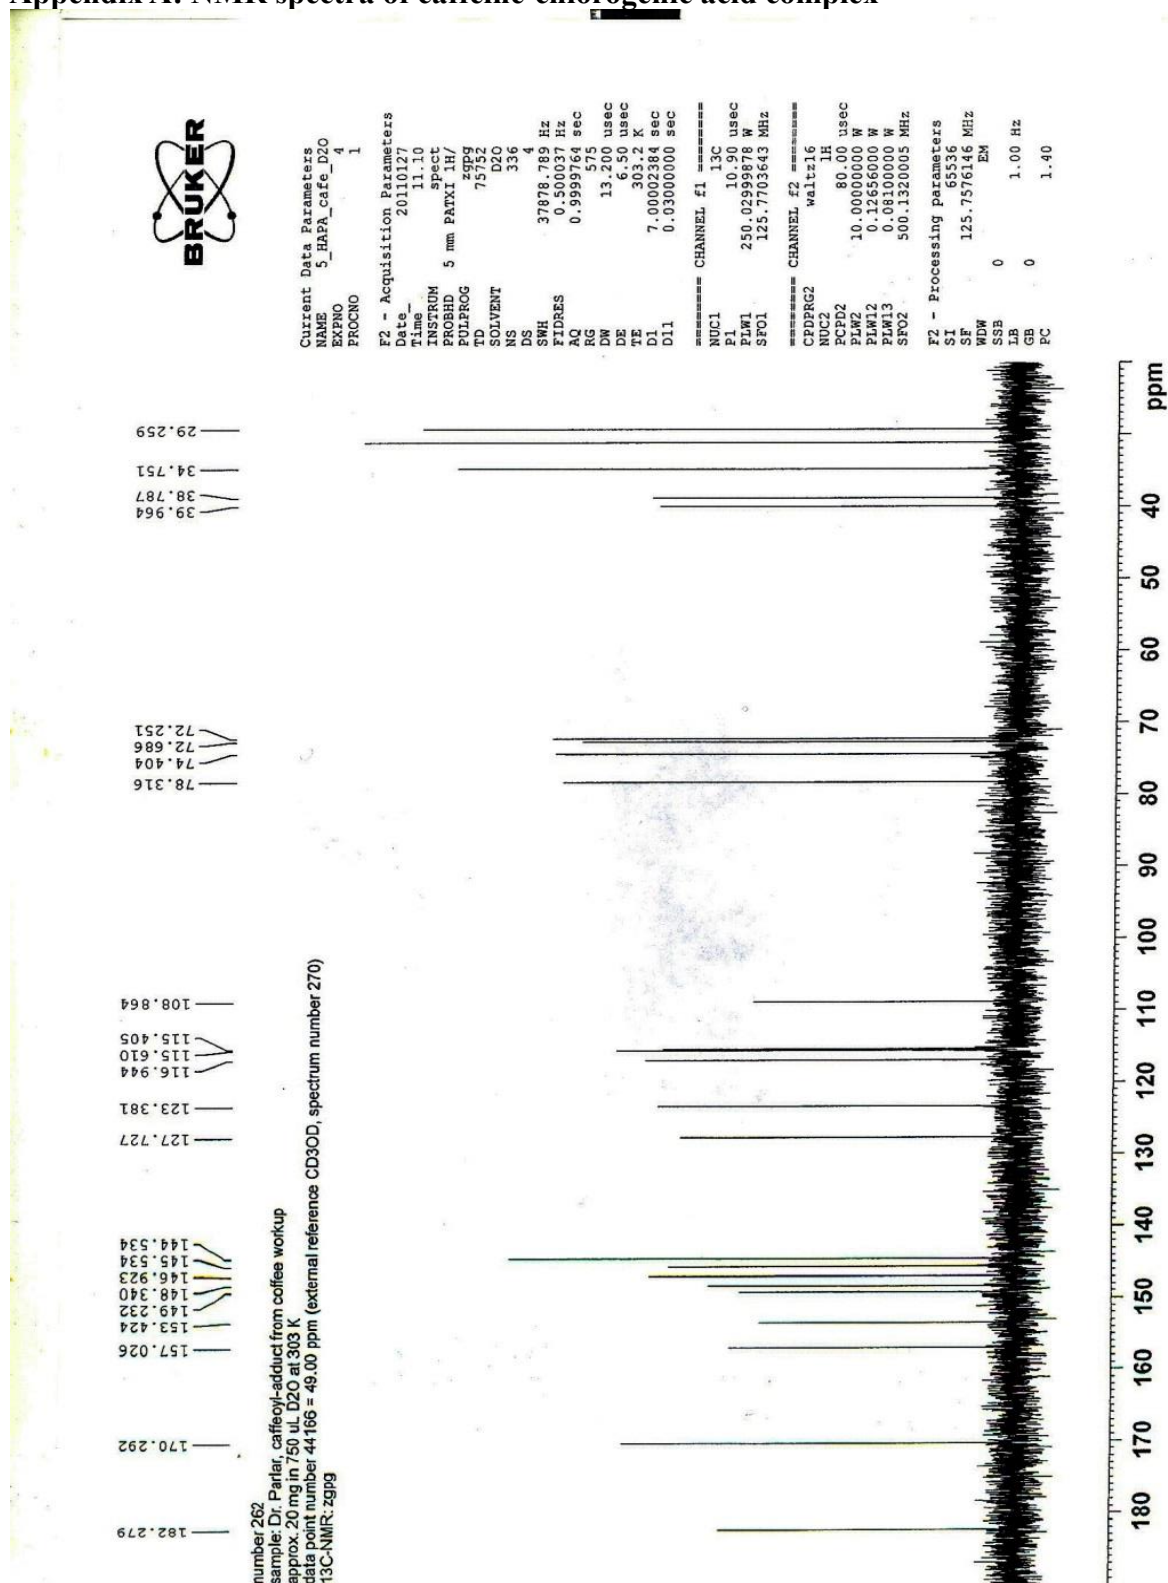 Appendix A: NMR spectra of caffeine-chlorogenic acid complex
BRUKER
Current Data Parameters
NAME 5_HAPA_cafe_D2O
EXPNO 4
PROCNO 1
F2 - Acquisition Parameters
Date_ 20110127
Time 11.10
INSTRUM spect
PROBHD 5 mm PATXI 1H/
PULPROG zgpg
TD 75752
SOLVENT D2O
NS 336
DS 4
SWH 37878.789 Hz
FIDRES 0.500037 Hz
AQ 0.9999764 sec
RG 575
DW 13.200 usec
DE 6.50 usec
TE 303.2 K
D1 7.00002384 sec
D11 0.03000000 sec
======== CHANNEL f1 ========
NUC1 13C
P1 10.90 usec
PLW1 250.02999878 W
SFO1 125.7703643 MHz
======== CHANNEL f2 ========
CPDPRG2 waltz16
NUC2 1H
PCPD2 80.00 usec
PLW2 10.00000000 W
PLW12 0.12656000 W
PLW13 0.08100000 W
SFO2 500.1320005 MHz
F2 - Processing parameters
SI 65536
SF 125.7576146 MHz
WDW EM
SSB 0
LB 1.00 Hz
GB 0
PC 1.40
29.259
34.751
38.787
39.964
72.251
72.686
74.404
78.316
108.864
115.405
115.610
116.944
123.381
127.727
144.534
145.534
146.923
148.340
149.232
153.424
157.026
170.292
182.279
number 262
sample: Dr. Parlar, caffeoyl-adduct from coffee workup
approx. 20 mg in 750 uL D2O at 303 K
data point number 44166 = 49.00 ppm (external reference CD3OD, spectrum number 270)
13C-NMR: zgpg
180 170 160 150 140 130 120 110 100 90 80 70 60 50 40 ppm